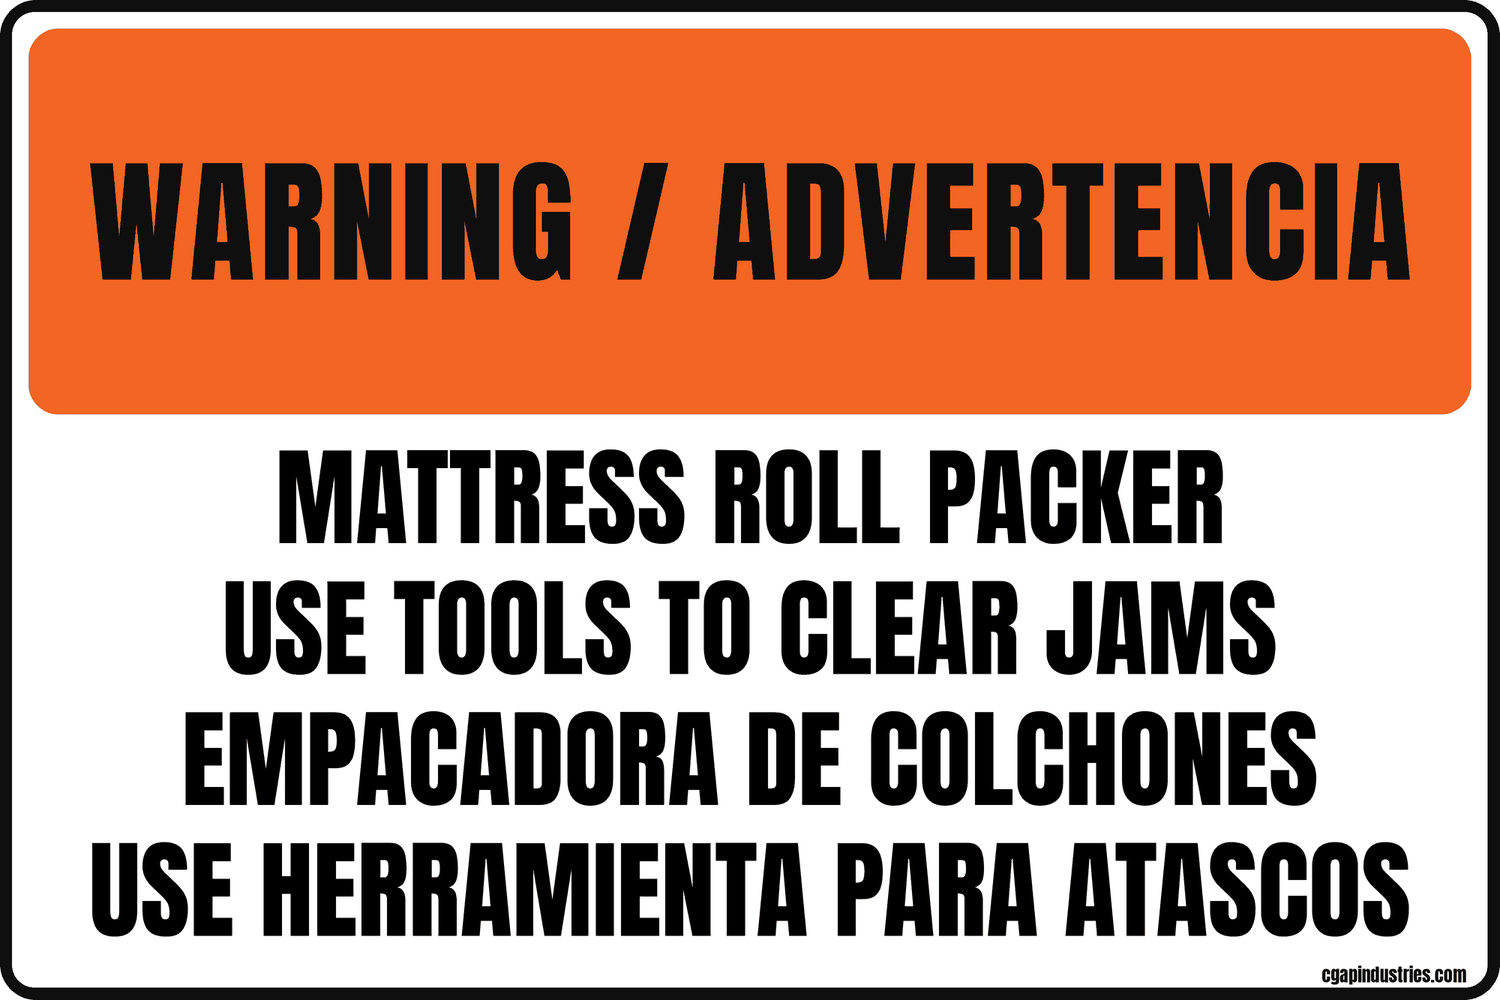 WARNING / ADVERTENCIA
MATTRESS ROLL PACKER
USE TOOLS TO CLEAR JAMS
EMPACADORA DE COLCHONES
USE HERRAMIENTA PARA ATASCOS
cgapindustries.com